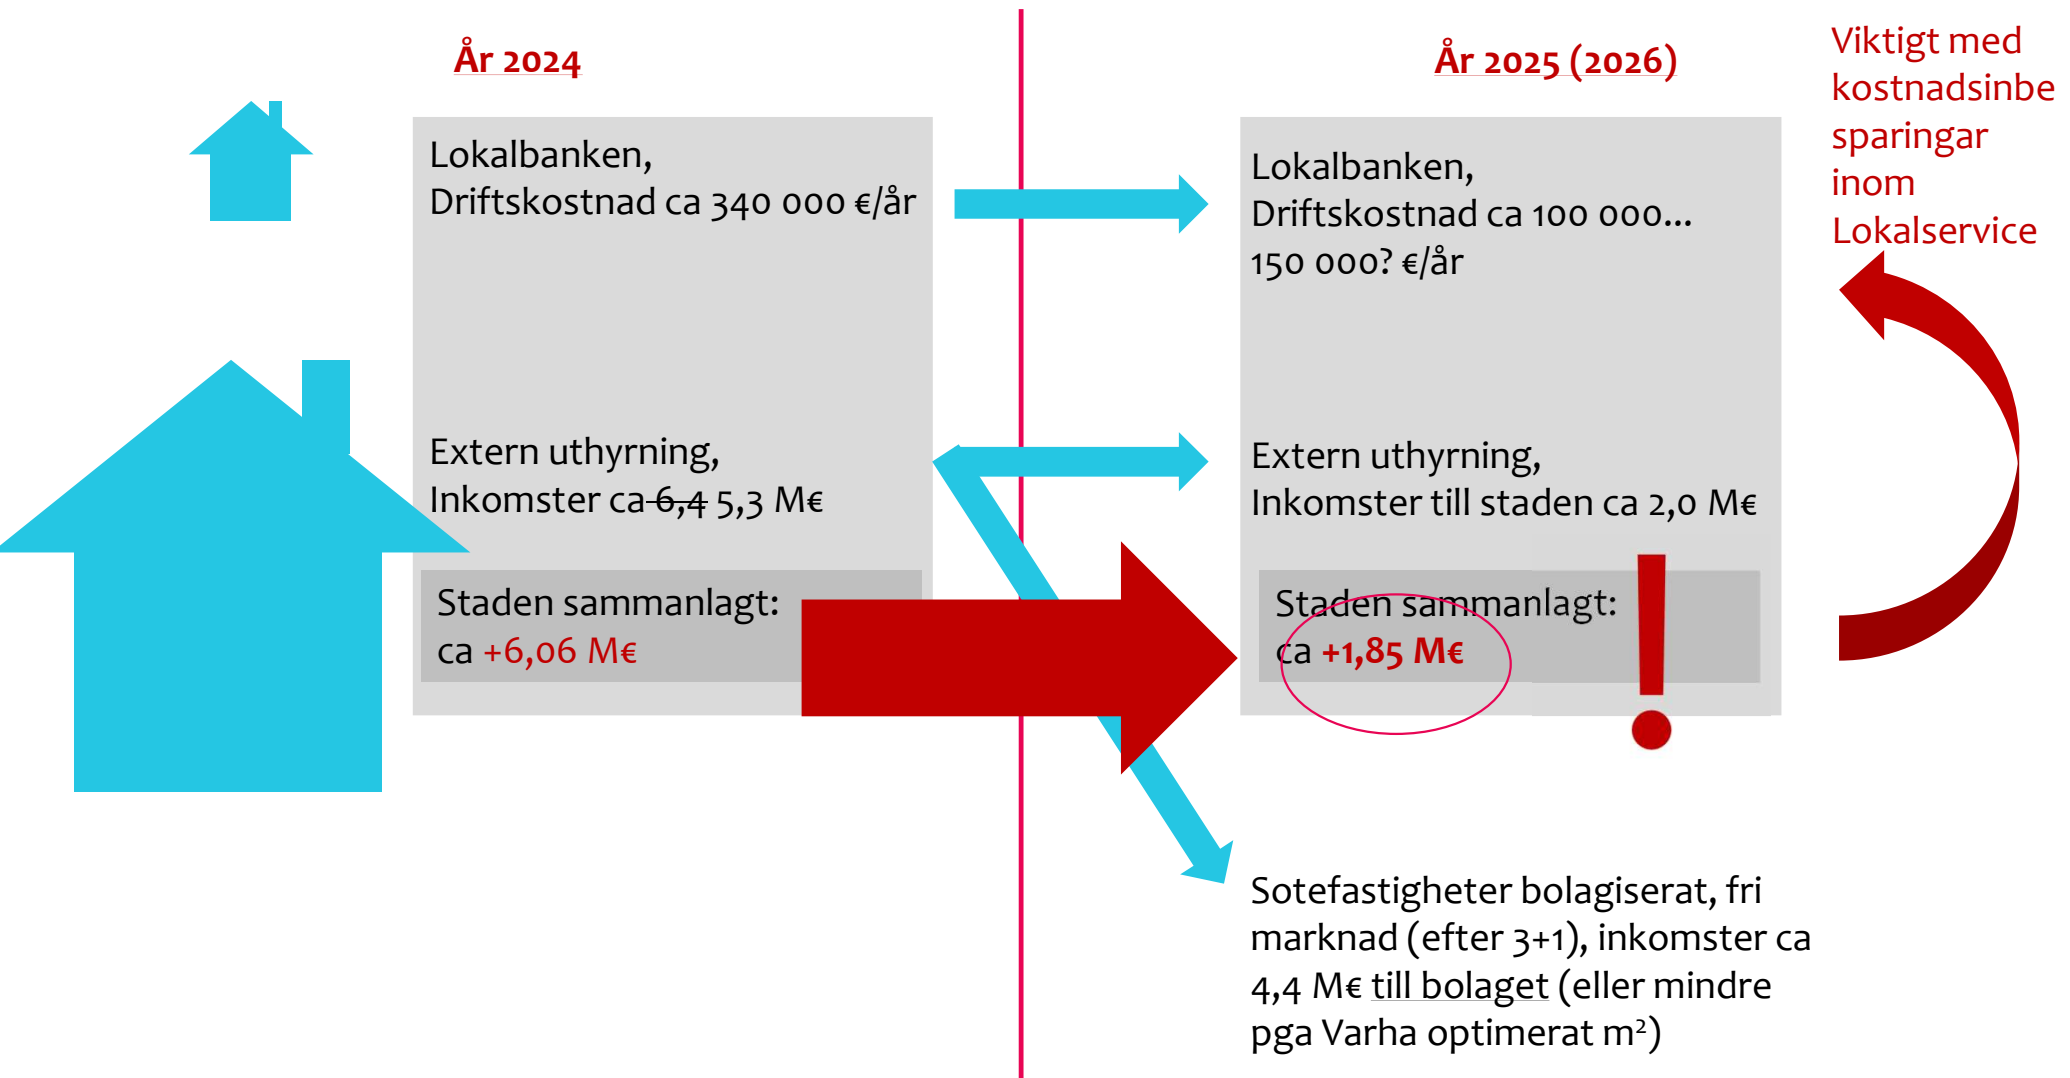 År 2024
Lokalbanken,
Driftskostnad ca 340 000 €/år
Extern uthyrning,
Inkomster ca 6,4 5,3 M€
Staden sammanlagt:
ca +6,06 M€
År 2025 (2026)
Lokalbanken,
Driftskostnad ca 100 000...
150 000? €/år
Extern uthyrning,
Inkomster till staden ca 2,0 M€
Staden sammanlagt:
ca +1,85 M€
Sotefastigheter bolagiserat, fri
marknad (efter 3+1), inkomster ca
4,4 M€ till bolaget (eller mindre
pga Varha optimerat m²)
Viktigt med
kostnadsinbe
sparingar
inom
Lokalservice